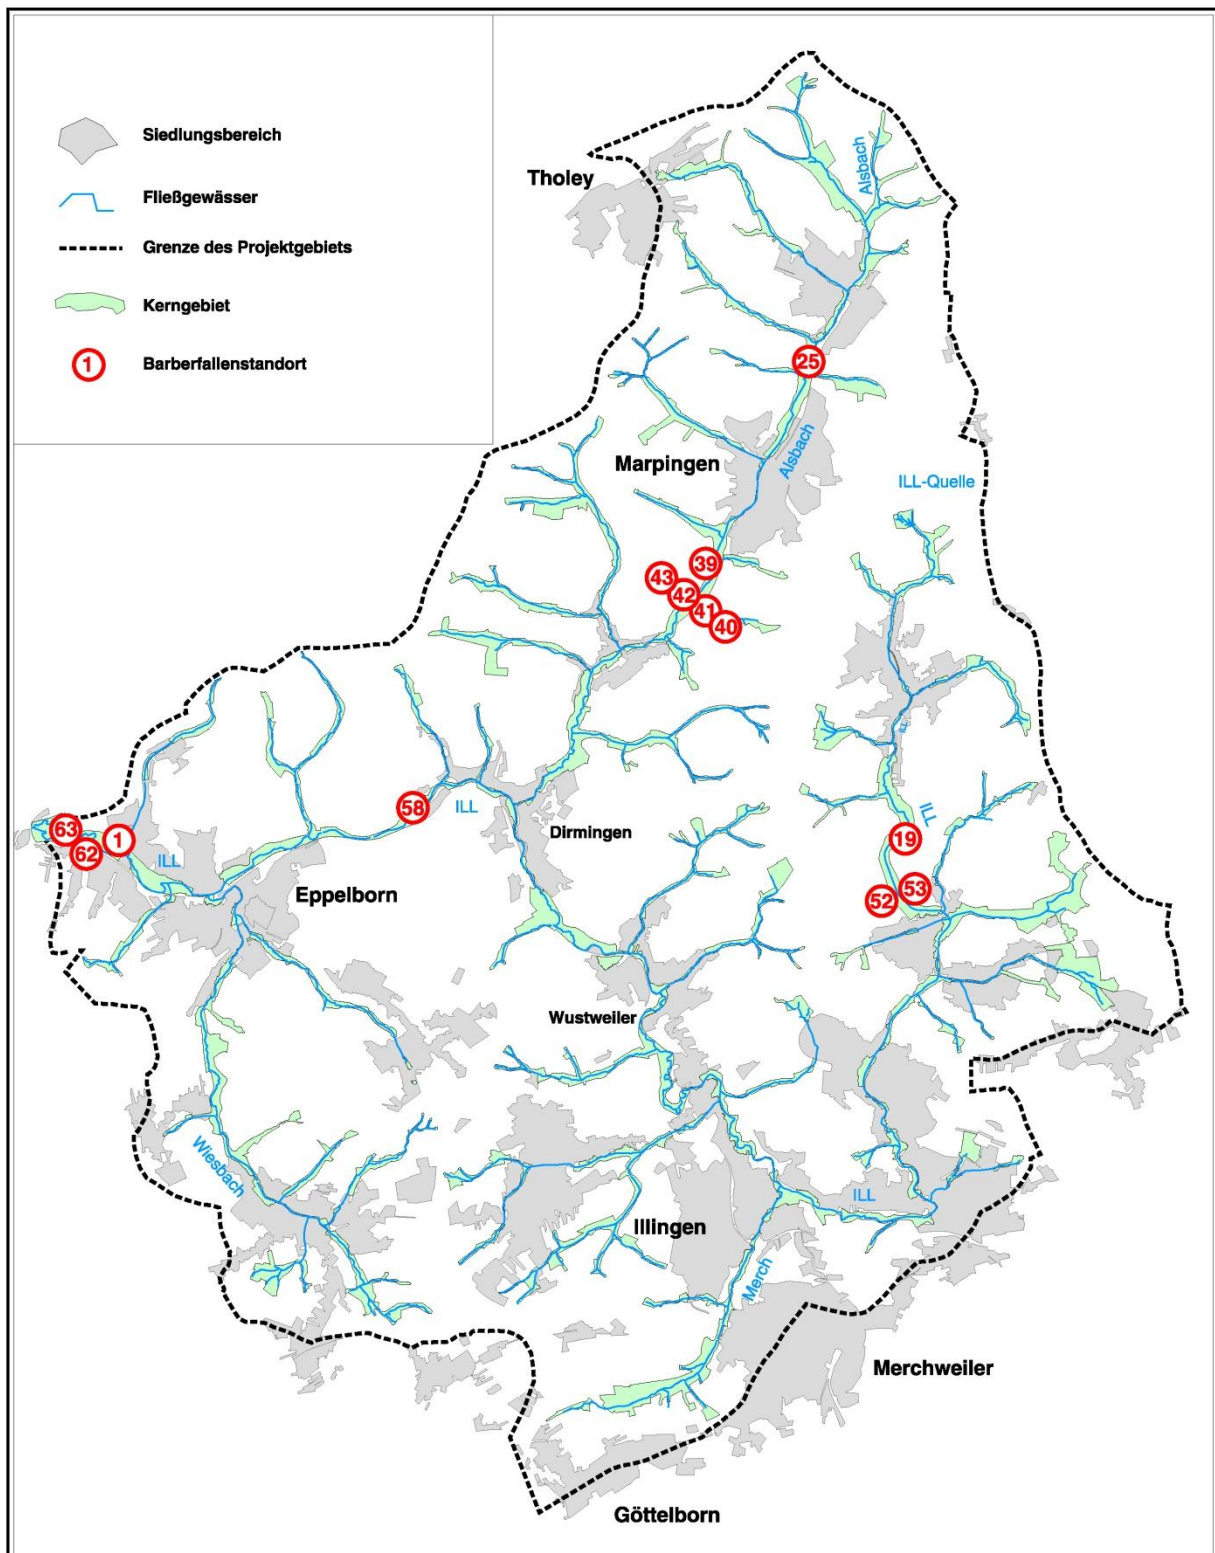 Siedlungsbereich
Fließgewässer
Grenze des Projektgebiets
Kerngebiet
1
Barberfallenstandort
Tholey
Alsbach
25
Marpingen
Alsbach
ILL-Quelle
39
43
42
41
40
ILL
58
ILL
Dirmingen
ILL
19
63
1
62
ILL
Eppelborn
53
52
Wustweiler
Wiesbach
Illingen
ILL
Merch
Merchweiler
Göttelborn